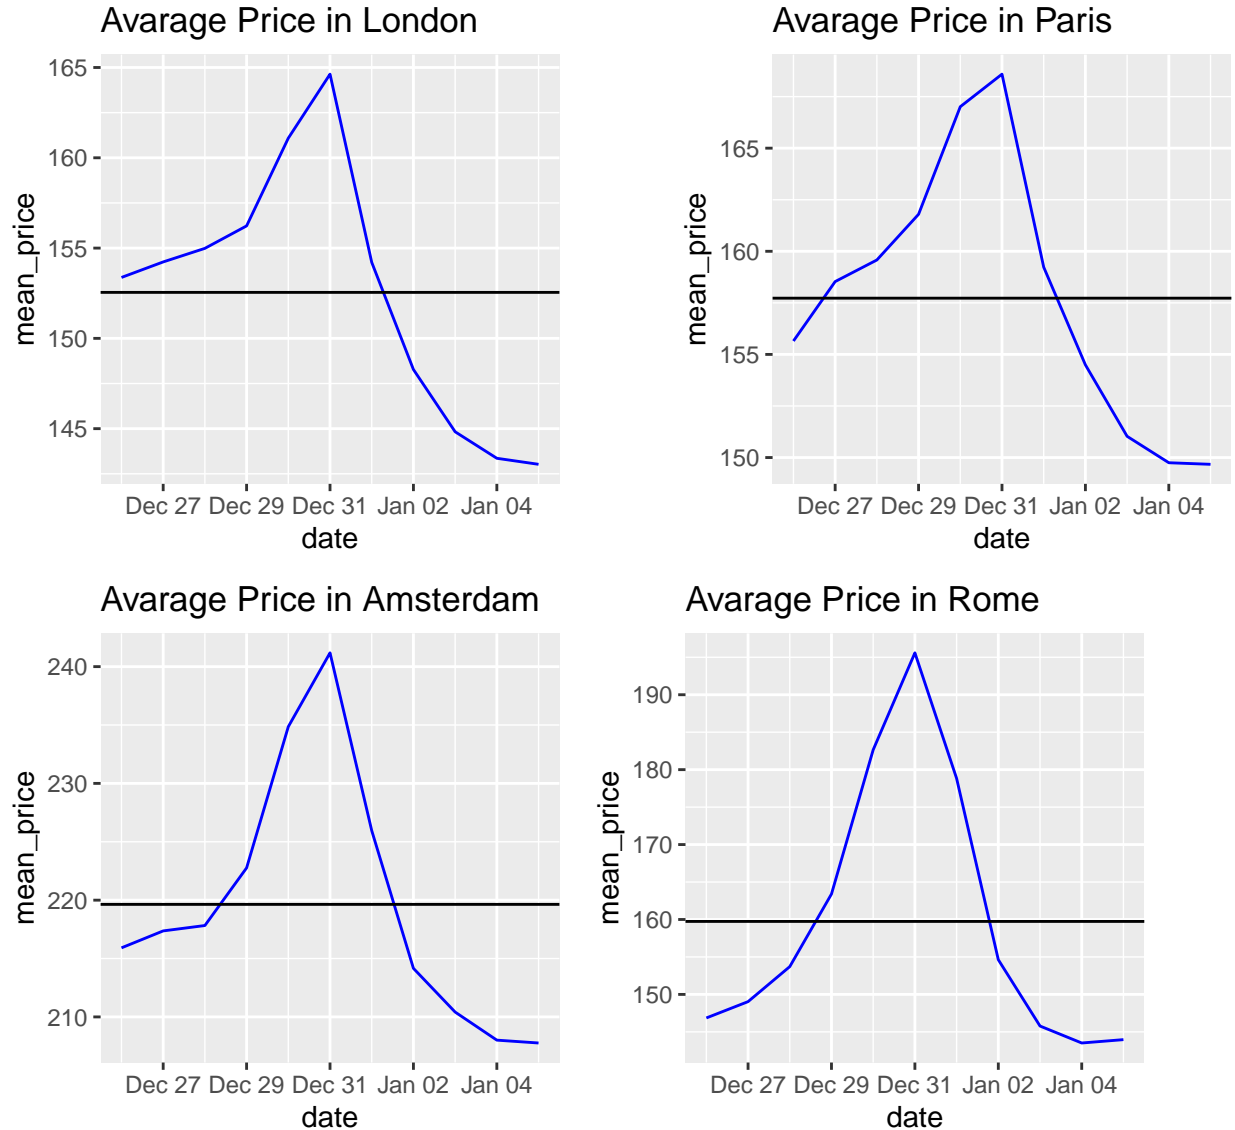 Avarage Price in London
165
160
155
150
145
mean_price
Dec 27 Dec 29 Dec 31 Jan 02 Jan 04
date
Avarage Price in Paris
165
160
155
150
mean_price
Dec 27 Dec 29 Dec 31 Jan 02 Jan 04
date
Avarage Price in Amsterdam
240
230
220
210
mean_price
Dec 27 Dec 29 Dec 31 Jan 02 Jan 04
date
Avarage Price in Rome
190
180
170
160
150
mean_price
Dec 27 Dec 29 Dec 31 Jan 02 Jan 04
date